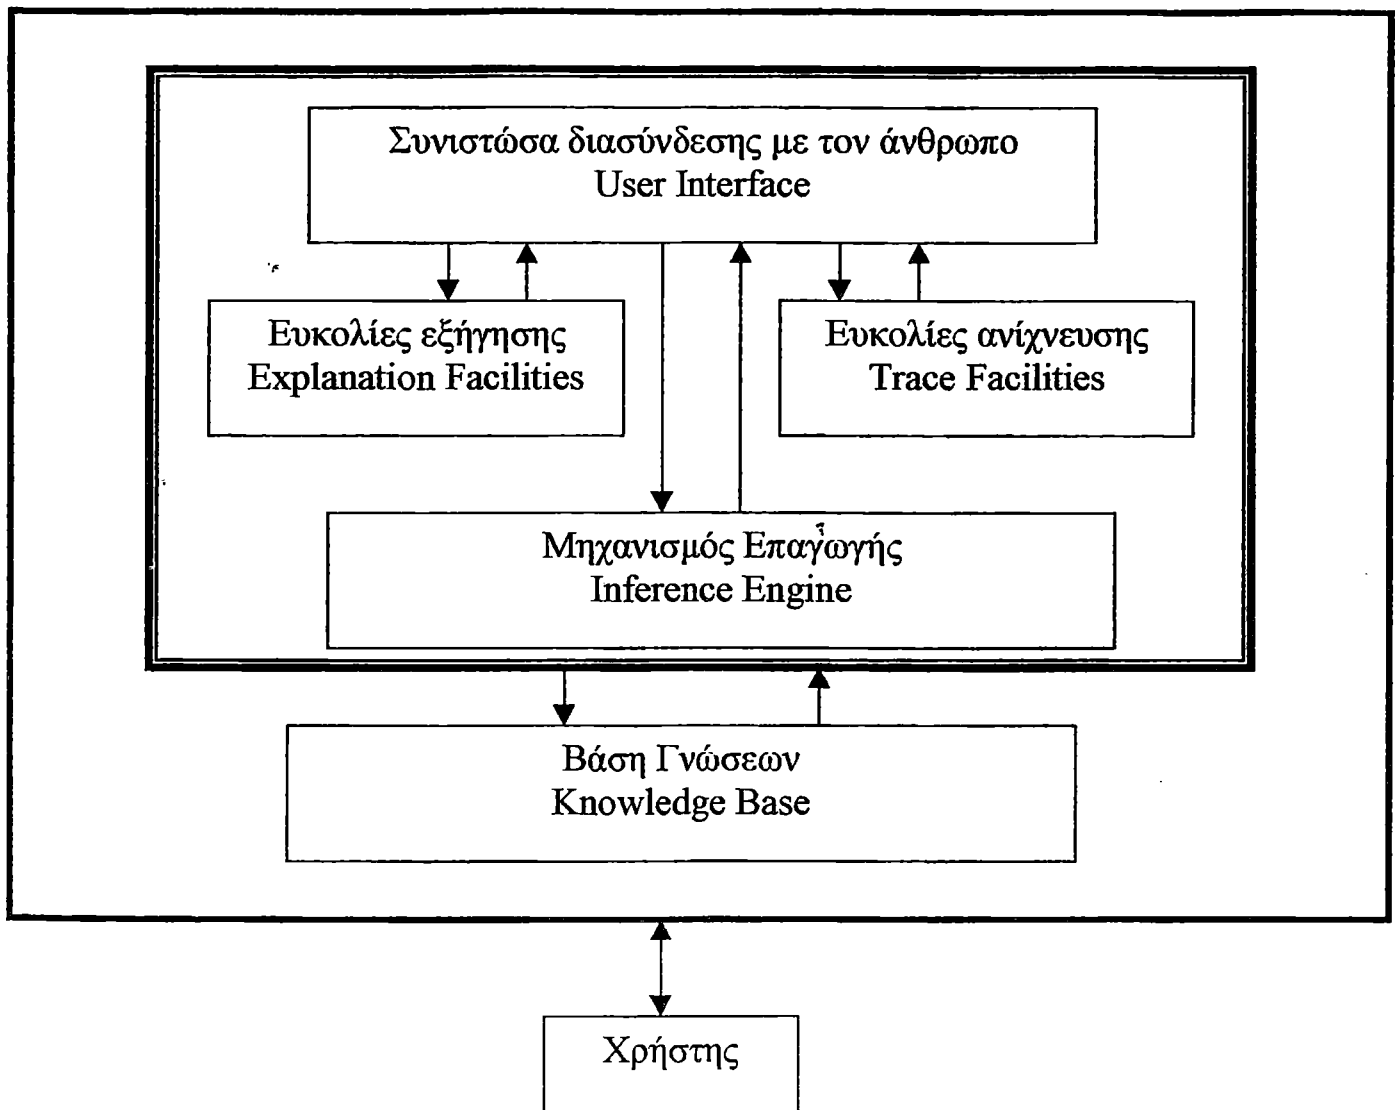 Συνιστώσα διασύνδεσης με τον άνθρωπο
User Interface
Ευκολίες εξήγησης
Explanation Facilities
Ευκολίες ανίχνευσης
Trace Facilities
Μηχανισμός Επαγωγής
Inference Engine
Βάση Γνώσεων
Knowledge Base
Χρήστης